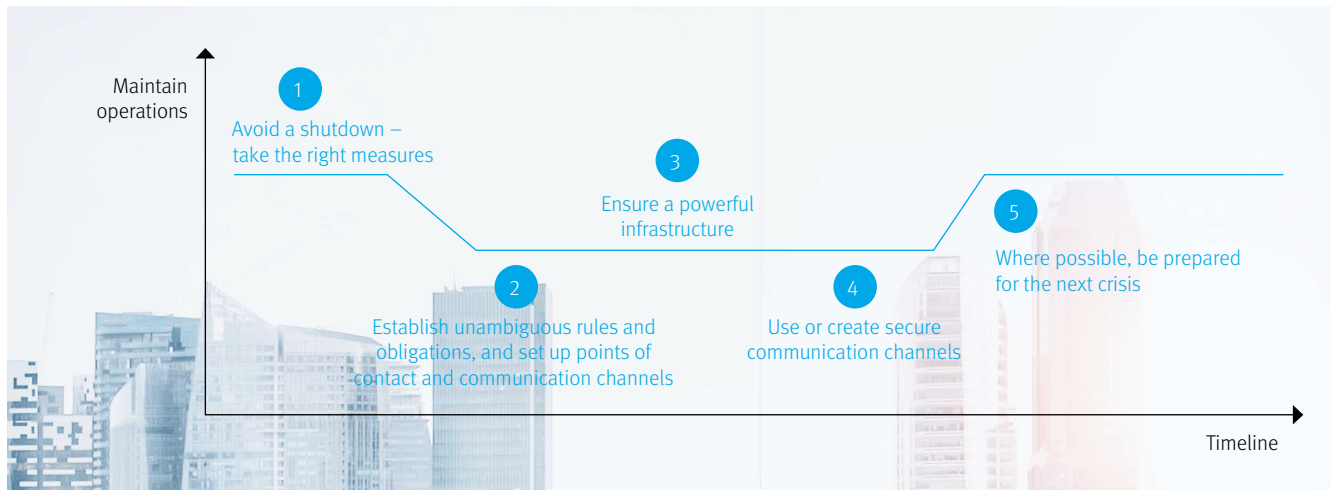 Maintain
operations
1
Avoid a shutdown –
take the right measures
3
Ensure a powerful
infrastructure
2
Establish unambiguous rules and
obligations, and set up points of
contact and communication channels
4
Use or create secure
communication channels
5
Where possible, be prepared
for the next crisis
Timeline